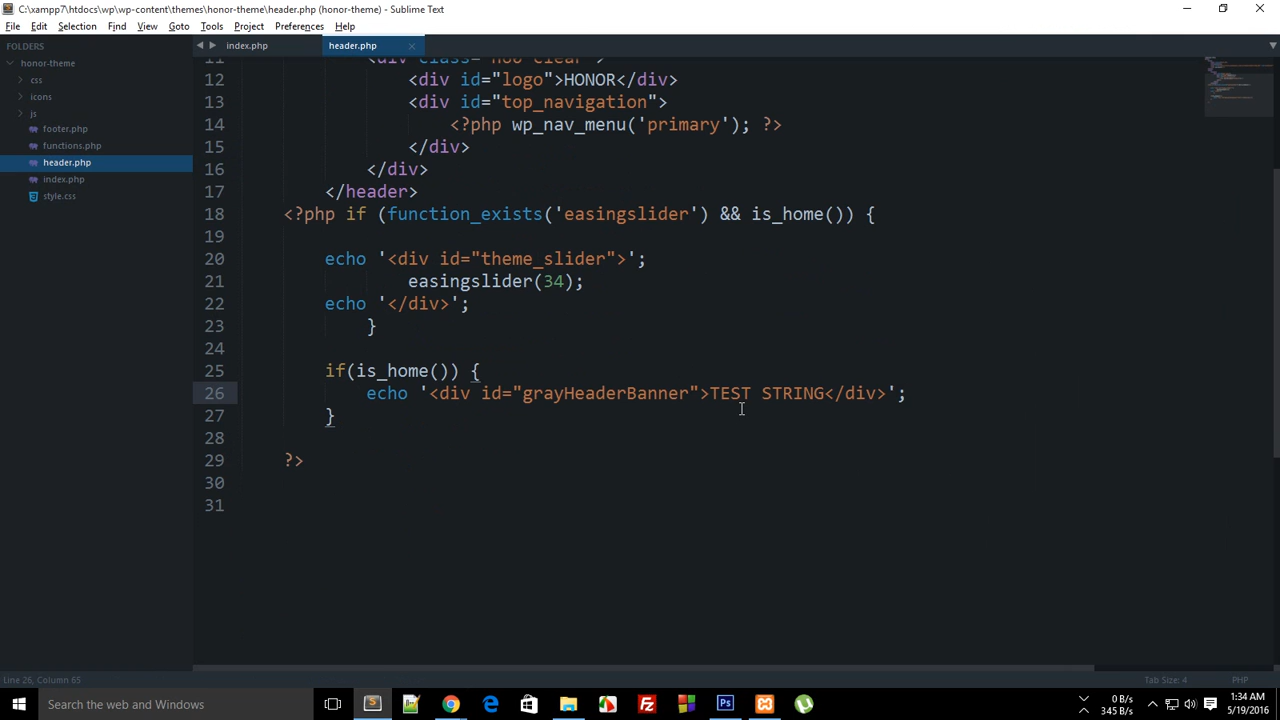 C:\xampp7\htdocs\wp\wp-content\themes\honor-theme\header.php (honor-theme) - Sublime Text
File Edit Selection Find View Goto Tools Project Preferences Help
FOLDERS
honor-theme
css
icons
js
footer.php
functions.php
header.php
index.php
style.css
index.php header.php
11 <div class="hoo clear">
12 <div id="logo">HONOR</div>
13 <div id="top_navigation">
14 <?php wp_nav_menu('primary'); ?>
15 </div>
16 </div>
17 </header>
18 <?php if (function_exists('easingslider') && is_home()) {
19
20 echo '<div id="theme_slider">';
21 easingslider(34);
22 echo '</div>';
23 }
24
25 if(is_home()) {
26 echo '<div id="grayHeaderBanner">TEST STRING</div>';
27 }
28
29 ?>
30
31
Line 26, Column 65 Tab Size: 4 PHP
Search the web and Windows
0 B/s
345 B/s
1:34 AM
5/19/2016